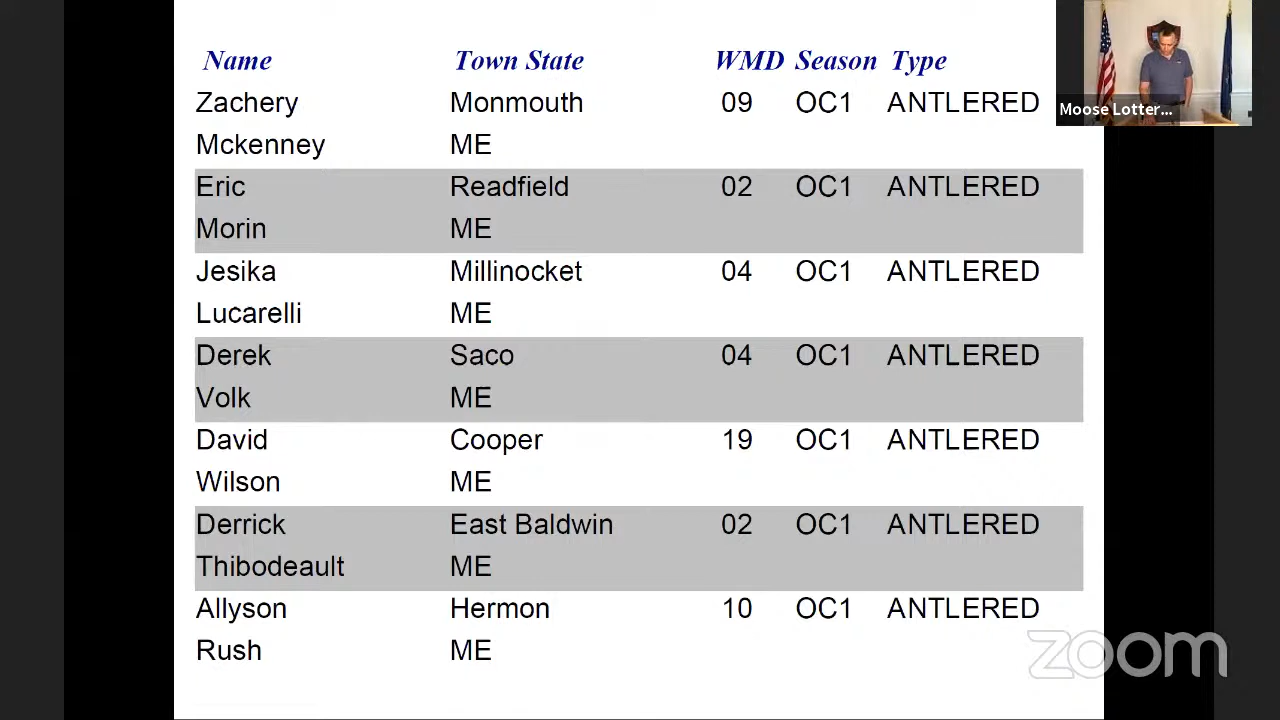 Name Town State WMD Season Type
Zachery Monmouth 09 OC1 ANTLERED
Mckenney ME
Eric Readfield 02 OC1 ANTLERED
Morin ME
Jesika Millinocket 04 OC1 ANTLERED
Lucarelli ME
Derek Saco 04 OC1 ANTLERED
Volk ME
David Cooper 19 OC1 ANTLERED
Wilson ME
Derrick East Baldwin 02 OC1 ANTLERED
Thibodeault ME
Allyson Hermon 10 OC1 ANTLERED
Rush ME
Moose Lotter...
zoom